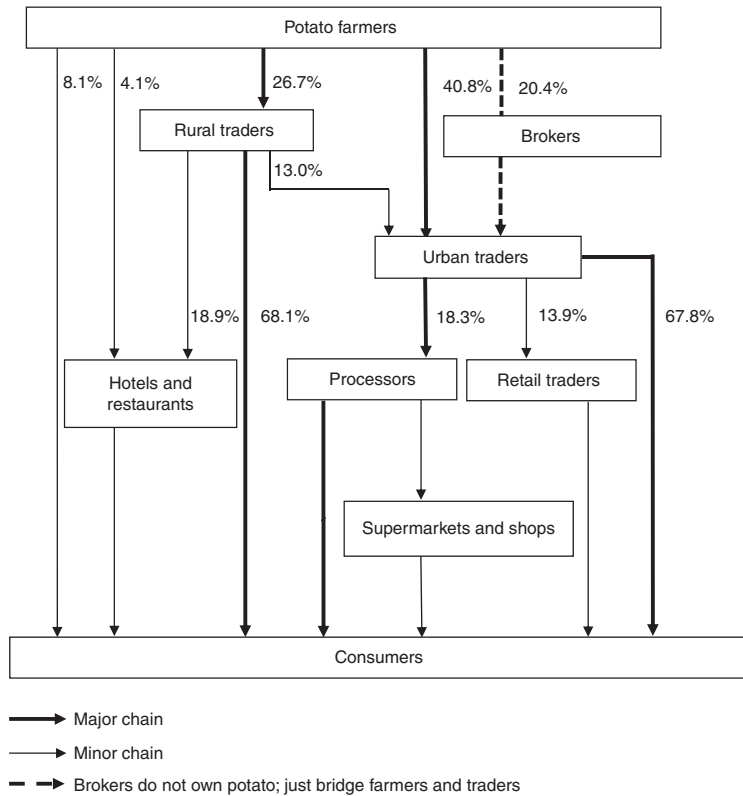 Potato farmers
8.1%
4.1%
26.7%
40.8%
20.4%
Rural traders
Brokers
13.0%
Urban traders
18.9%
68.1%
18.3%
13.9%
67.8%
Hotels and
restaurants
Processors
Retail traders
Supermarkets and shops
Consumers
Major chain
Minor chain
Brokers do not own potato; just bridge farmers and traders